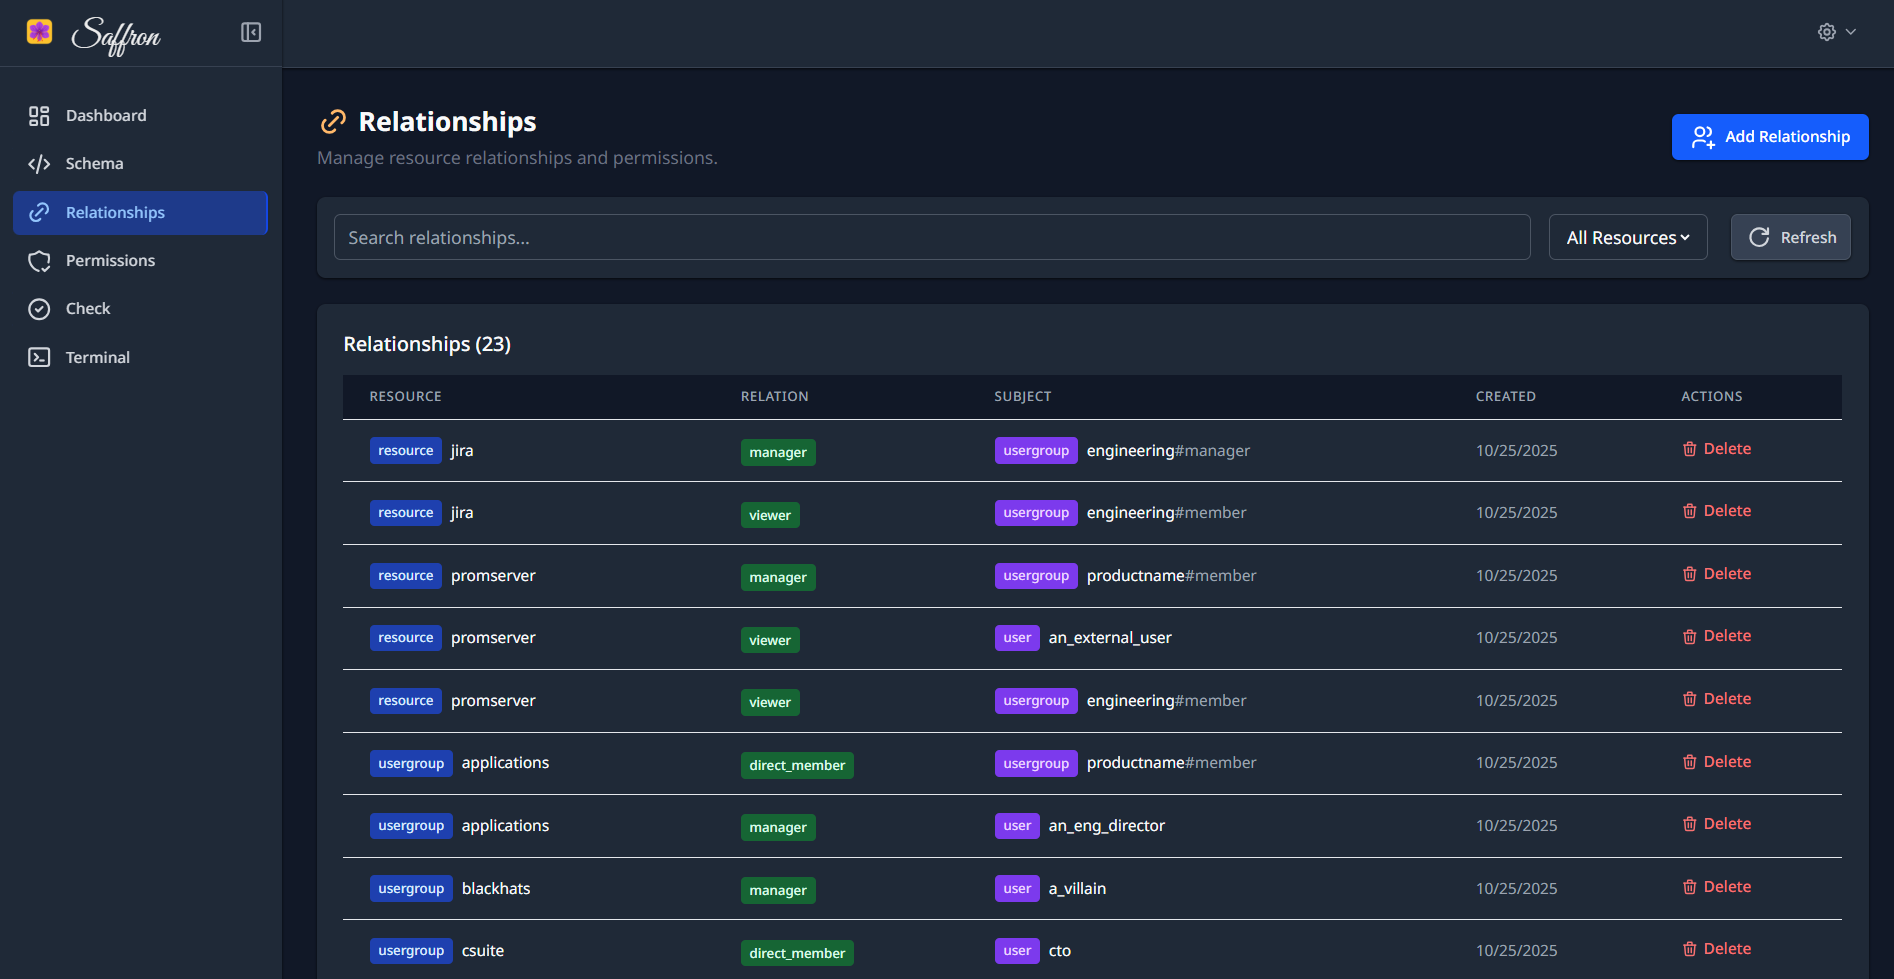 Saffron
Dashboard
Schema
Relationships
Permissions
Check
Terminal
Relationships
Manage resource relationships and permissions.
Add Relationship
Search relationships...
All Resources
Refresh
Relationships (23)
RESOURCE RELATION SUBJECT CREATED ACTIONS
resource jira manager usergroup engineering#manager 10/25/2025 Delete
resource jira viewer usergroup engineering#member 10/25/2025 Delete
resource promserver manager usergroup productname#member 10/25/2025 Delete
resource promserver viewer user an_external_user 10/25/2025 Delete
resource promserver viewer usergroup engineering#member 10/25/2025 Delete
usergroup applications direct_member usergroup productname#member 10/25/2025 Delete
usergroup applications manager user an_eng_director 10/25/2025 Delete
usergroup blackhats manager user a_villain 10/25/2025 Delete
usergroup csuite direct_member user cto 10/25/2025 Delete